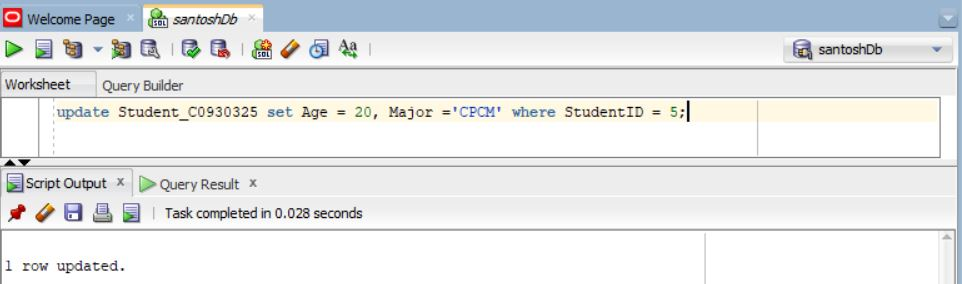 Welcome Page × santoshDb ×
santoshDb
Worksheet Query Builder
update Student_C0930325 set Age = 20, Major ='CPCM' where StudentID = 5;
Script Output x Query Result x
Task completed in 0.028 seconds
1 row updated.